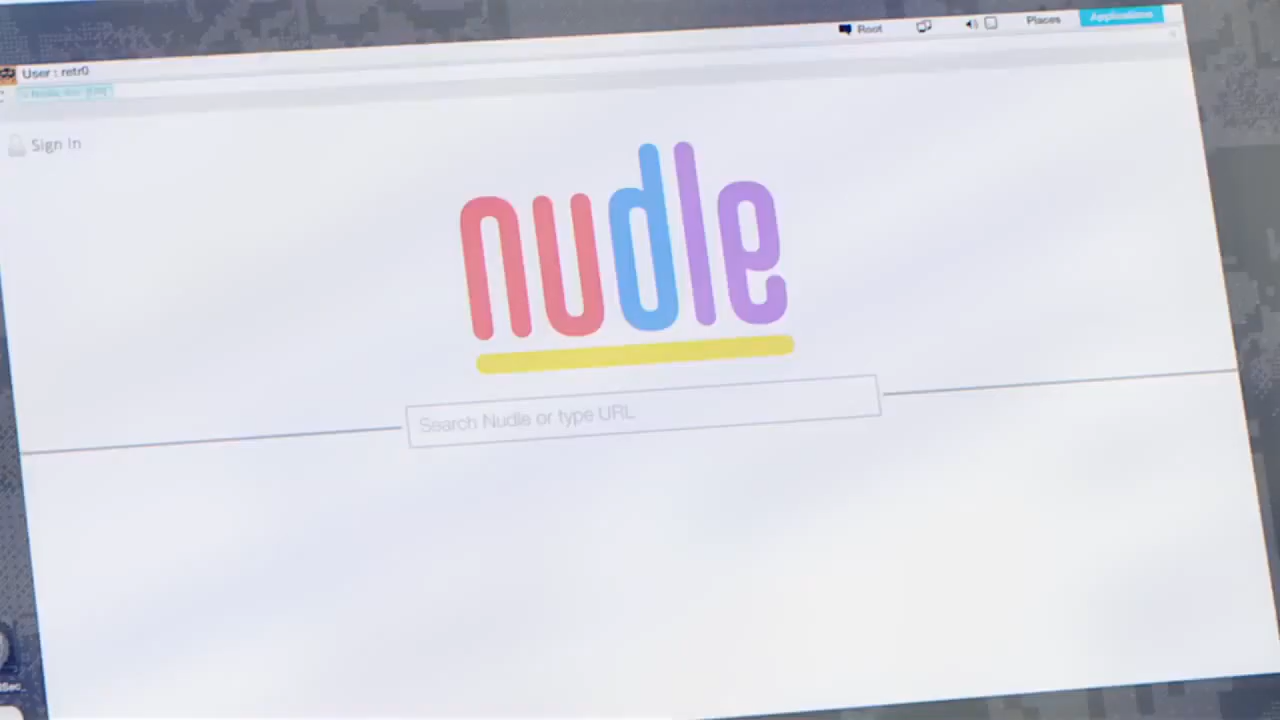 Root
Places
Applications
User : retr0
Sign In
nudle
Search Nudle or type URL